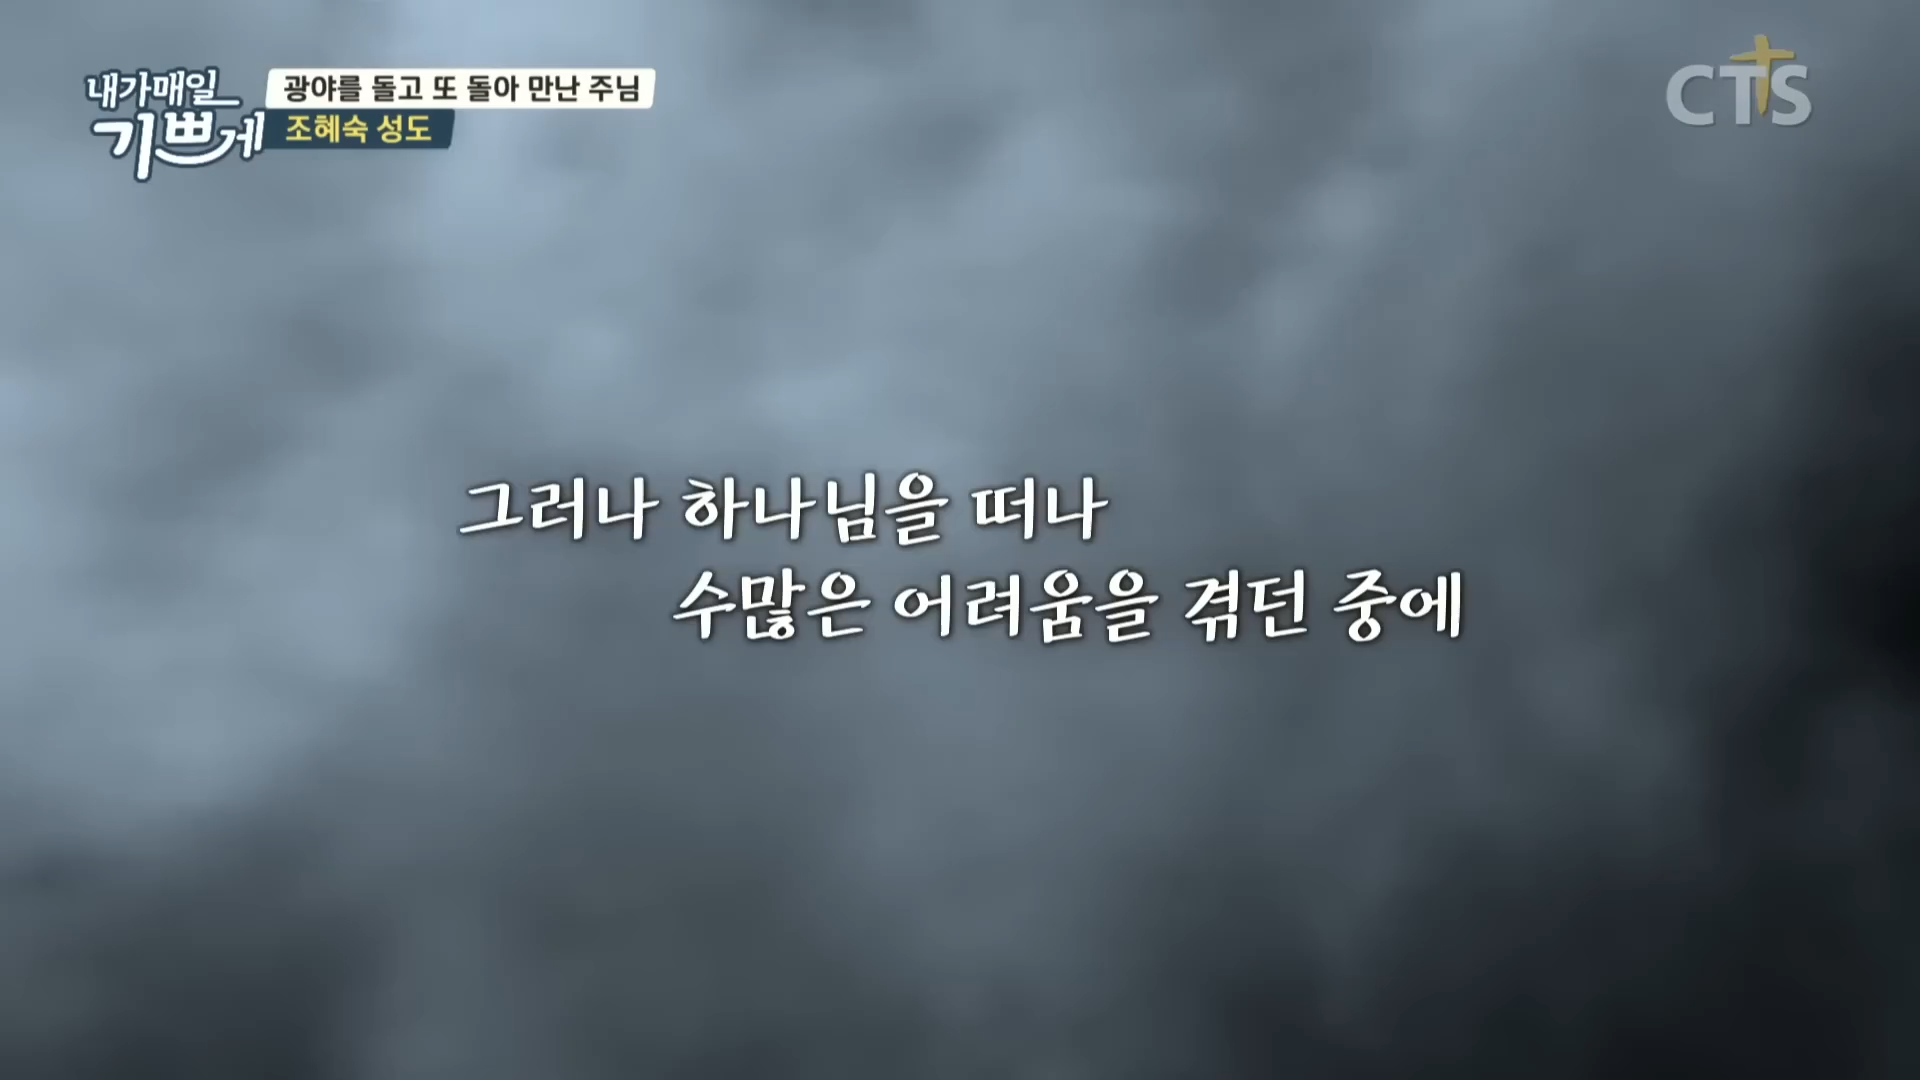 내가매일
기쁘게
광야를 돌고 또 돌아 만난 주님
조혜숙 성도
CTS
그러나 하나님을 떠나
수많은 어려움을 겪던 중에